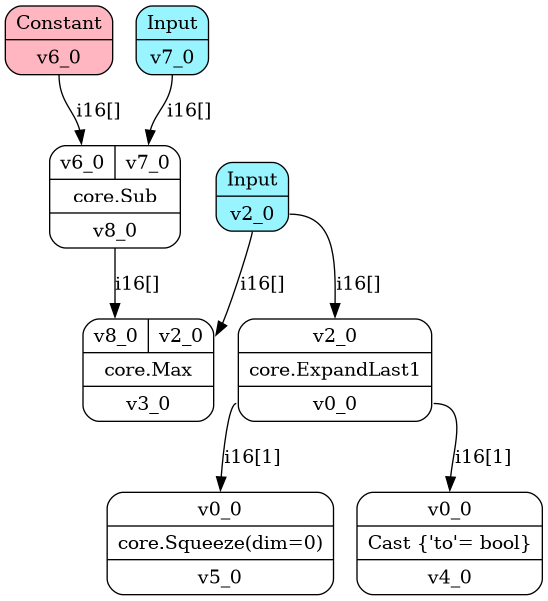 Constant
v6_0
Input
v7_0
i16[]
i16[]
v6_0
v7_0
core.Sub
v8_0
Input
v2_0
i16[]
i16[]
i16[]
v8_0
v2_0
core.Max
v3_0
v2_0
core.ExpandLast1
v0_0
i16[1]
i16[1]
v0_0
core.Squeeze(dim=0)
v5_0
v0_0
Cast {'to'= bool}
v4_0